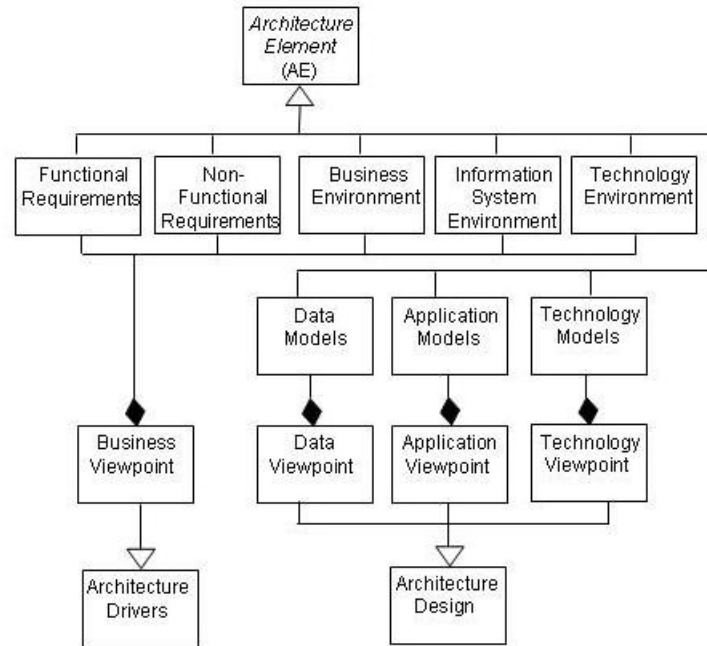 Architecture
Element
(AE)
Functional
Requirements
Non-
Functional
Requirements
Business
Environment
Information
System
Environment
Technology
Environment
Data
Models
Application
Models
Technology
Models
Business
Viewpoint
Data
Viewpoint
Application
Viewpoint
Technology
Viewpoint
Architecture
Drivers
Architecture
Design